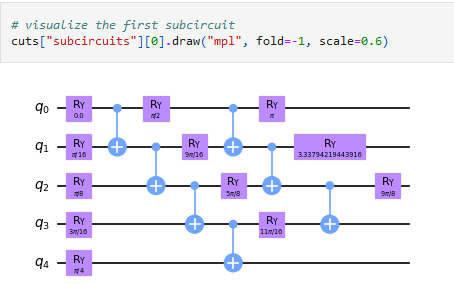 # visualize the first subcircuit
cuts["subcircuits"][0].draw("mpl", fold=-1, scale=0.6)
q0 RY 0.0 RY π/2 RY π
q1 RY π/16 RY 9π/16 RY 3.33794219443916
q2 RY π/8 RY 5π/8 RY 9π/8
q3 RY 3π/16 RY 11π/16
q4 RY π/4